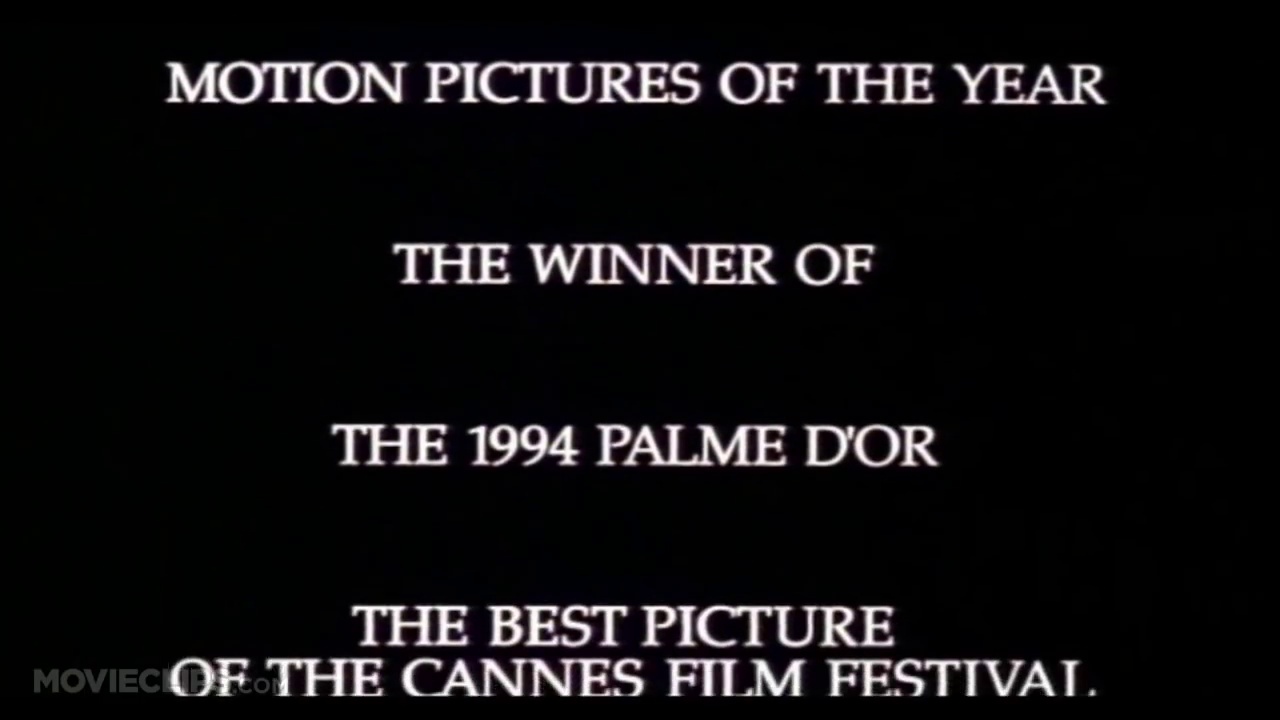 MOTION PICTURES OF THE YEAR
THE WINNER OF
THE 1994 PALME D'OR
THE BEST PICTURE
OF THE CANNES FILM FESTIVAL
MOVIECLIPS.COM